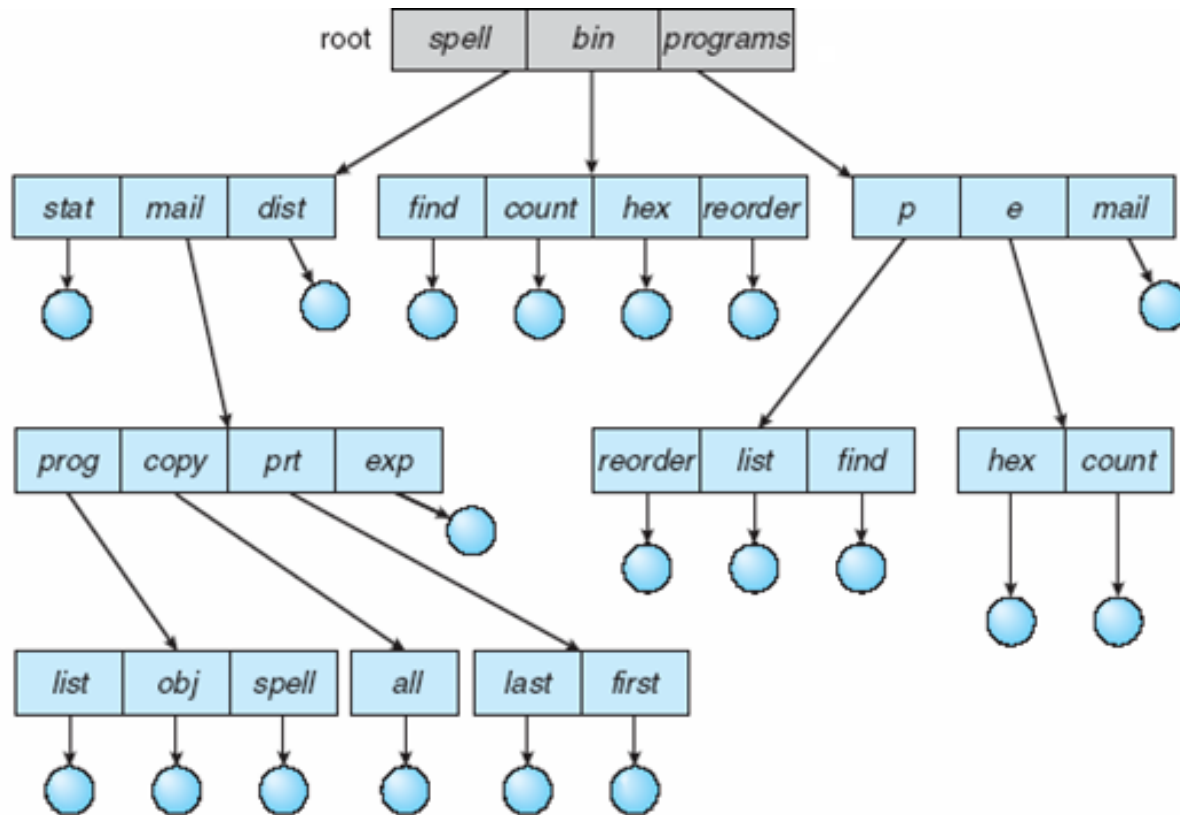 root spell bin programs
stat mail dist find count hex reorder p e mail
prog copy prt exp reorder list find hex count
list obj spell all last first